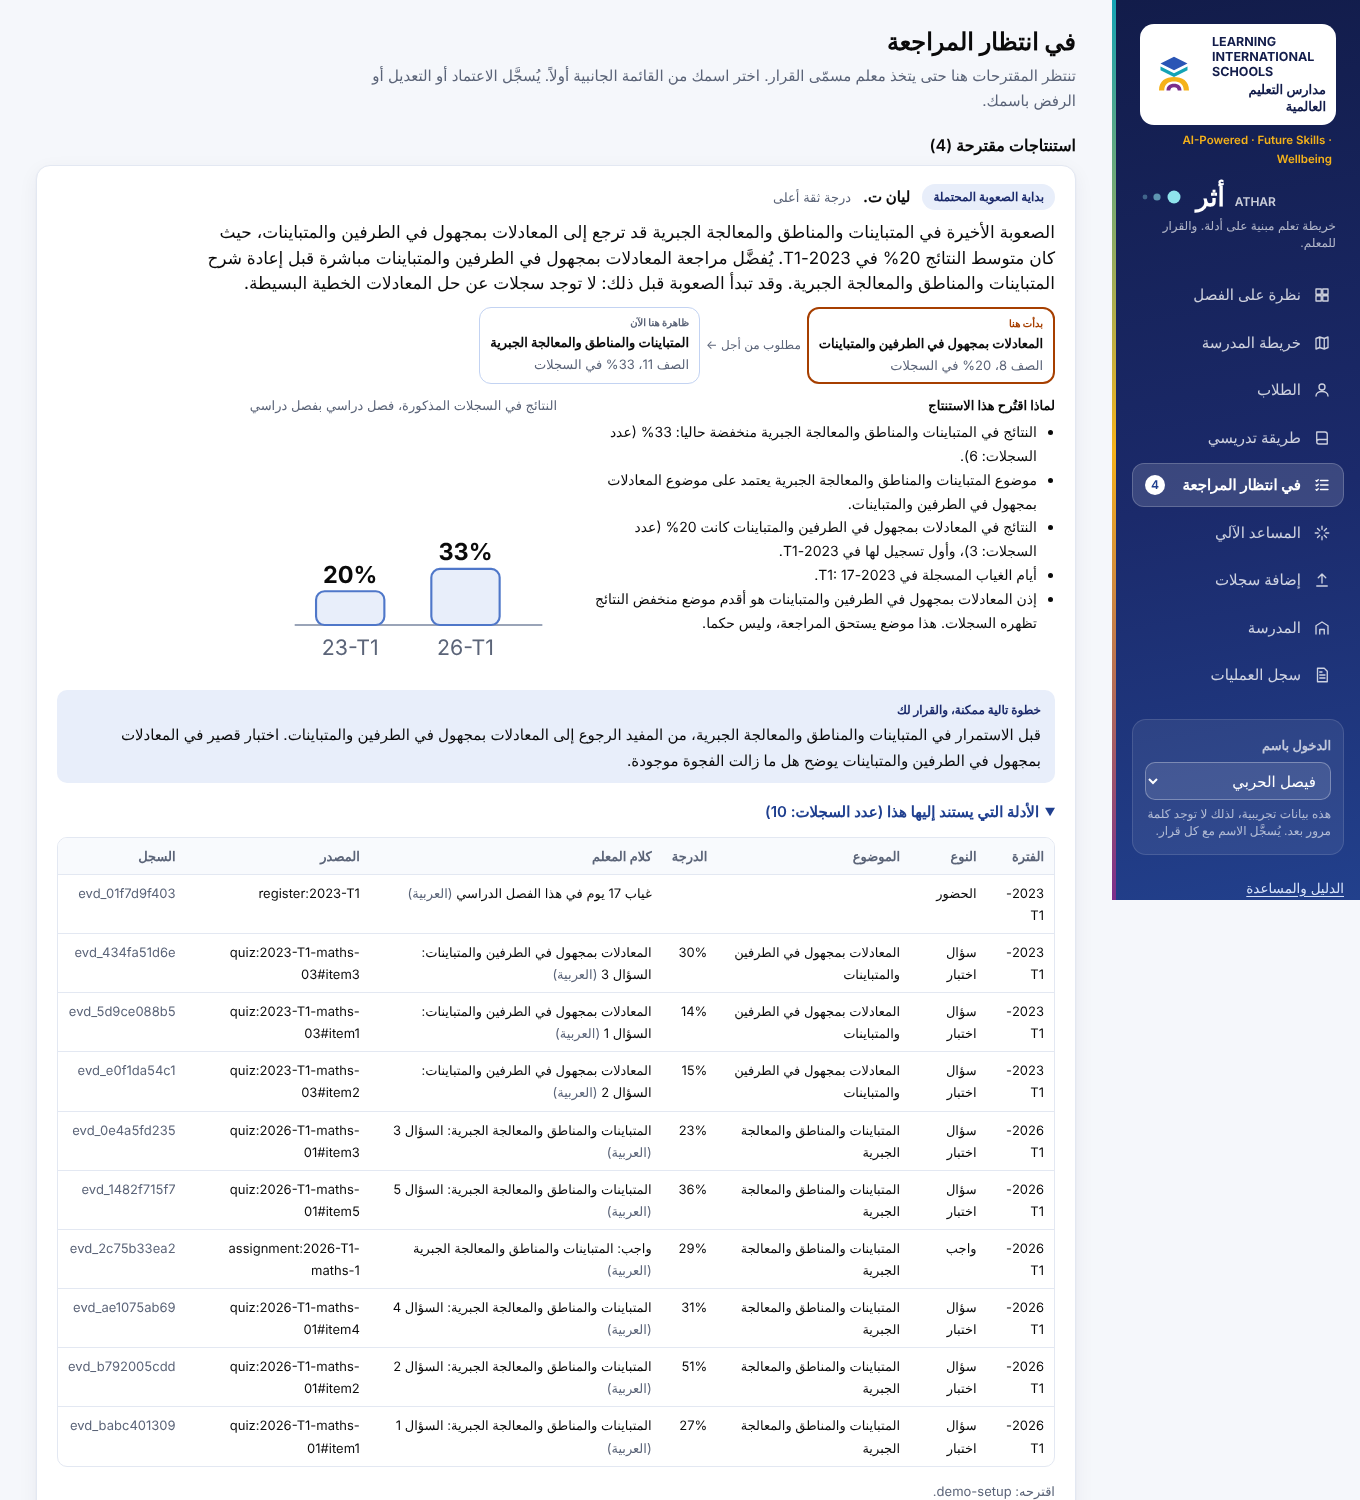 LEARNING
INTERNATIONAL
SCHOOLS
مدارس التعليم
العالمية
AI-Powered · Future Skills ·
Wellbeing
أثر ATHAR
خريطة تعلم مبنية على أدلة. والقرار
للمعلم.
نظرة على الفصل
خريطة المدرسة
الطلاب
طريقة تدريسي
في انتظار المراجعة 4
المساعد الآلي
إضافة سجلات
المدرسة
سجل العمليات
الدخول باسم
فيصل الحربي
هذه بيانات تجريبية، لذلك لا توجد كلمة
مرور بعد. يُسجَّل الاسم مع كل قرار.
الدليل والمساعدة
في انتظار المراجعة
تنتظر المقترحات هنا حتى يتخذ معلم مسمّى القرار. اختر اسمك من القائمة الجانبية أولاً. يُسجَّل الاعتماد أو التعديل أو
الرفض باسمك.
استنتاجات مقترحة (4)
بداية الصعوبة المحتملة ليان ت. درجة ثقة أعلى
الصعوبة الأخيرة في المتباينات والمناطق والمعالجة الجبرية قد ترجع إلى المعادلات بمجهول في الطرفين والمتباينات، حيث
كان متوسط النتائج 20% في 2023-T1. يُفضَّل مراجعة المعادلات بمجهول في الطرفين والمتباينات مباشرة قبل إعادة شرح
المتباينات والمناطق والمعالجة الجبرية. وقد تبدأ الصعوبة قبل ذلك: لا توجد سجلات عن حل المعادلات الخطية البسيطة.
بدأت هنا
المعادلات بمجهول في الطرفين والمتباينات
الصف 8، 20% في السجلات
مطلوب من أجل ←
ظاهرة هنا الآن
المتباينات والمناطق والمعالجة الجبرية
الصف 11، 33% في السجلات
لماذا اقتُرح هذا الاستنتاج
• النتائج في المتباينات والمناطق والمعالجة الجبرية منخفضة حاليا: 33% (عدد
السجلات: 6).
• موضوع المتباينات والمناطق والمعالجة الجبرية يعتمد على موضوع المعادلات
بمجهول في الطرفين والمتباينات.
• النتائج في المعادلات بمجهول في الطرفين والمتباينات كانت 20% (عدد
السجلات: 3)، وأول تسجيل لها في 2023-T1.
• أيام الغياب المسجلة في 2023-T1: 17.
• إذن المعادلات بمجهول في الطرفين والمتباينات هو أقدم موضع منخفض النتائج
تظهره السجلات. هذا موضع يستحق المراجعة، وليس حكما.
النتائج في السجلات المذكورة، فصل دراسي بفصل دراسي
20% 33%
23-T1 26-T1
خطوة تالية ممكنة، والقرار لك
قبل الاستمرار في المتباينات والمناطق والمعالجة الجبرية، من المفيد الرجوع إلى المعادلات بمجهول في الطرفين والمتباينات. اختبار قصير في المعادلات
بمجهول في الطرفين والمتباينات يوضح هل ما زالت الفجوة موجودة.
▼ الأدلة التي يستند إليها هذا (عدد السجلات: 10)
الفترة النوع الموضوع الدرجة كلام المعلم المصدر السجل
2023-T1 الحضور غياب 17 يوم في هذا الفصل الدراسي (العربية) register:2023-T1 evd_01f7d9f403
2023-T1 سؤال اختبار المعادلات بمجهول في الطرفين والمتباينات 30% المعادلات بمجهول في الطرفين والمتباينات: السؤال 3 (العربية) quiz:2023-T1-maths-03#item3 evd_434fa51d6e
2023-T1 سؤال اختبار المعادلات بمجهول في الطرفين والمتباينات 14% المعادلات بمجهول في الطرفين والمتباينات: السؤال 1 (العربية) quiz:2023-T1-maths-03#item1 evd_5d9ce088b5
2023-T1 سؤال اختبار المعادلات بمجهول في الطرفين والمتباينات 15% المعادلات بمجهول في الطرفين والمتباينات: السؤال 2 (العربية) quiz:2023-T1-maths-03#item2 evd_e0f1da54c1
2026-T1 سؤال اختبار المتباينات والمناطق والمعالجة الجبرية 23% المتباينات والمناطق والمعالجة الجبرية: السؤال 3 (العربية) quiz:2026-T1-maths-01#item3 evd_0e4a5fd235
2026-T1 سؤال اختبار المتباينات والمناطق والمعالجة الجبرية 36% المتباينات والمناطق والمعالجة الجبرية: السؤال 5 (العربية) quiz:2026-T1-maths-01#item5 evd_1482f715f7
2026-T1 واجب المتباينات والمناطق والمعالجة الجبرية 29% واجب: المتباينات والمناطق والمعالجة الجبرية (العربية) assignment:2026-T1-maths-1 evd_2c75b33ea2
2026-T1 سؤال اختبار المتباينات والمناطق والمعالجة الجبرية 31% المتباينات والمناطق والمعالجة الجبرية: السؤال 4 (العربية) quiz:2026-T1-maths-01#item4 evd_ae1075ab69
2026-T1 سؤال اختبار المتباينات والمناطق والمعالجة الجبرية 51% المتباينات والمناطق والمعالجة الجبرية: السؤال 2 (العربية) quiz:2026-T1-maths-01#item2 evd_b792005cdd
2026-T1 سؤال اختبار المتباينات والمناطق والمعالجة الجبرية 27% المتباينات والمناطق والمعالجة الجبرية: السؤال 1 (العربية) quiz:2026-T1-maths-01#item1 evd_babc401309
اقترحه: demo-setup.